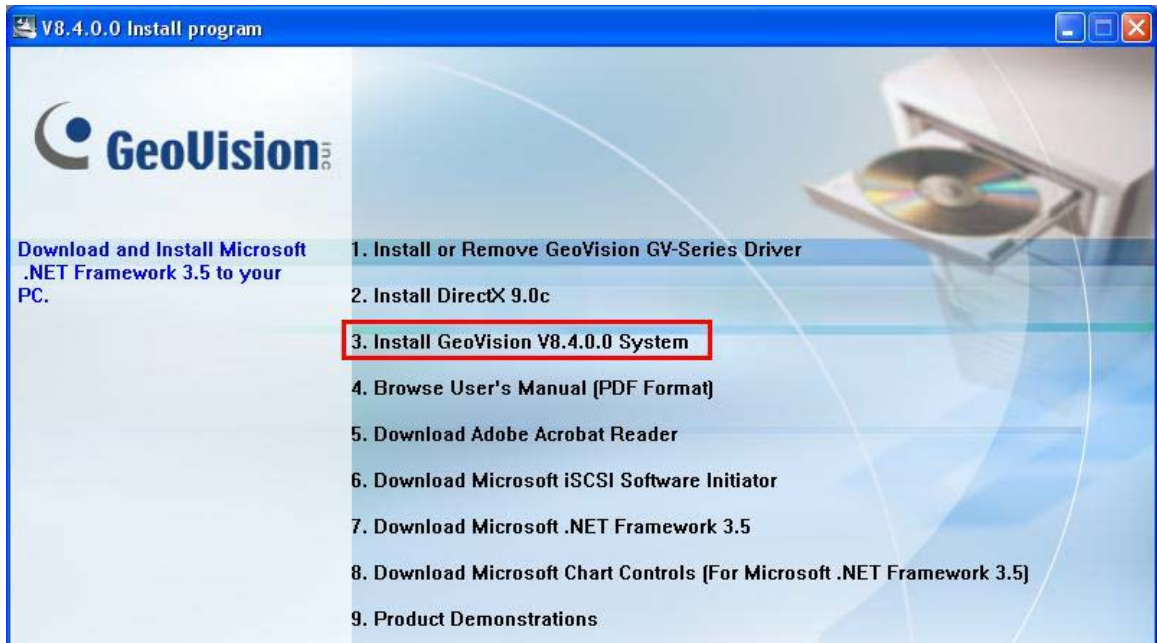 V8.4.0.0 Install program
GeoVision inc
Download and Install Microsoft
.NET Framework 3.5 to your
PC.
1. Install or Remove GeoVision GV-Series Driver
2. Install DirectX 9.0c
3. Install GeoVision V8.4.0.0 System
4. Browse User's Manual (PDF Format)
5. Download Adobe Acrobat Reader
6. Download Microsoft iSCSI Software Initiator
7. Download Microsoft .NET Framework 3.5
8. Download Microsoft Chart Controls (For Microsoft .NET Framework 3.5)
9. Product Demonstrations